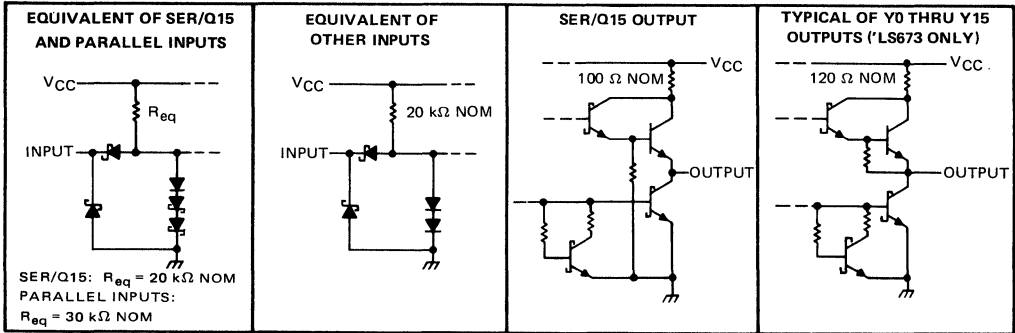 EQUIVALENT OF SER/Q15
AND PARALLEL INPUTS
VCC
Req
INPUT
SER/Q15: Req = 20 kΩ NOM
PARALLEL INPUTS:
Req = 30 kΩ NOM
EQUIVALENT OF
OTHER INPUTS
VCC
20 kΩ NOM
INPUT
SER/Q15 OUTPUT
VCC
100 Ω NOM
OUTPUT
TYPICAL OF Y0 THRU Y15
OUTPUTS ('LS673 ONLY)
VCC
120 Ω NOM
OUTPUT